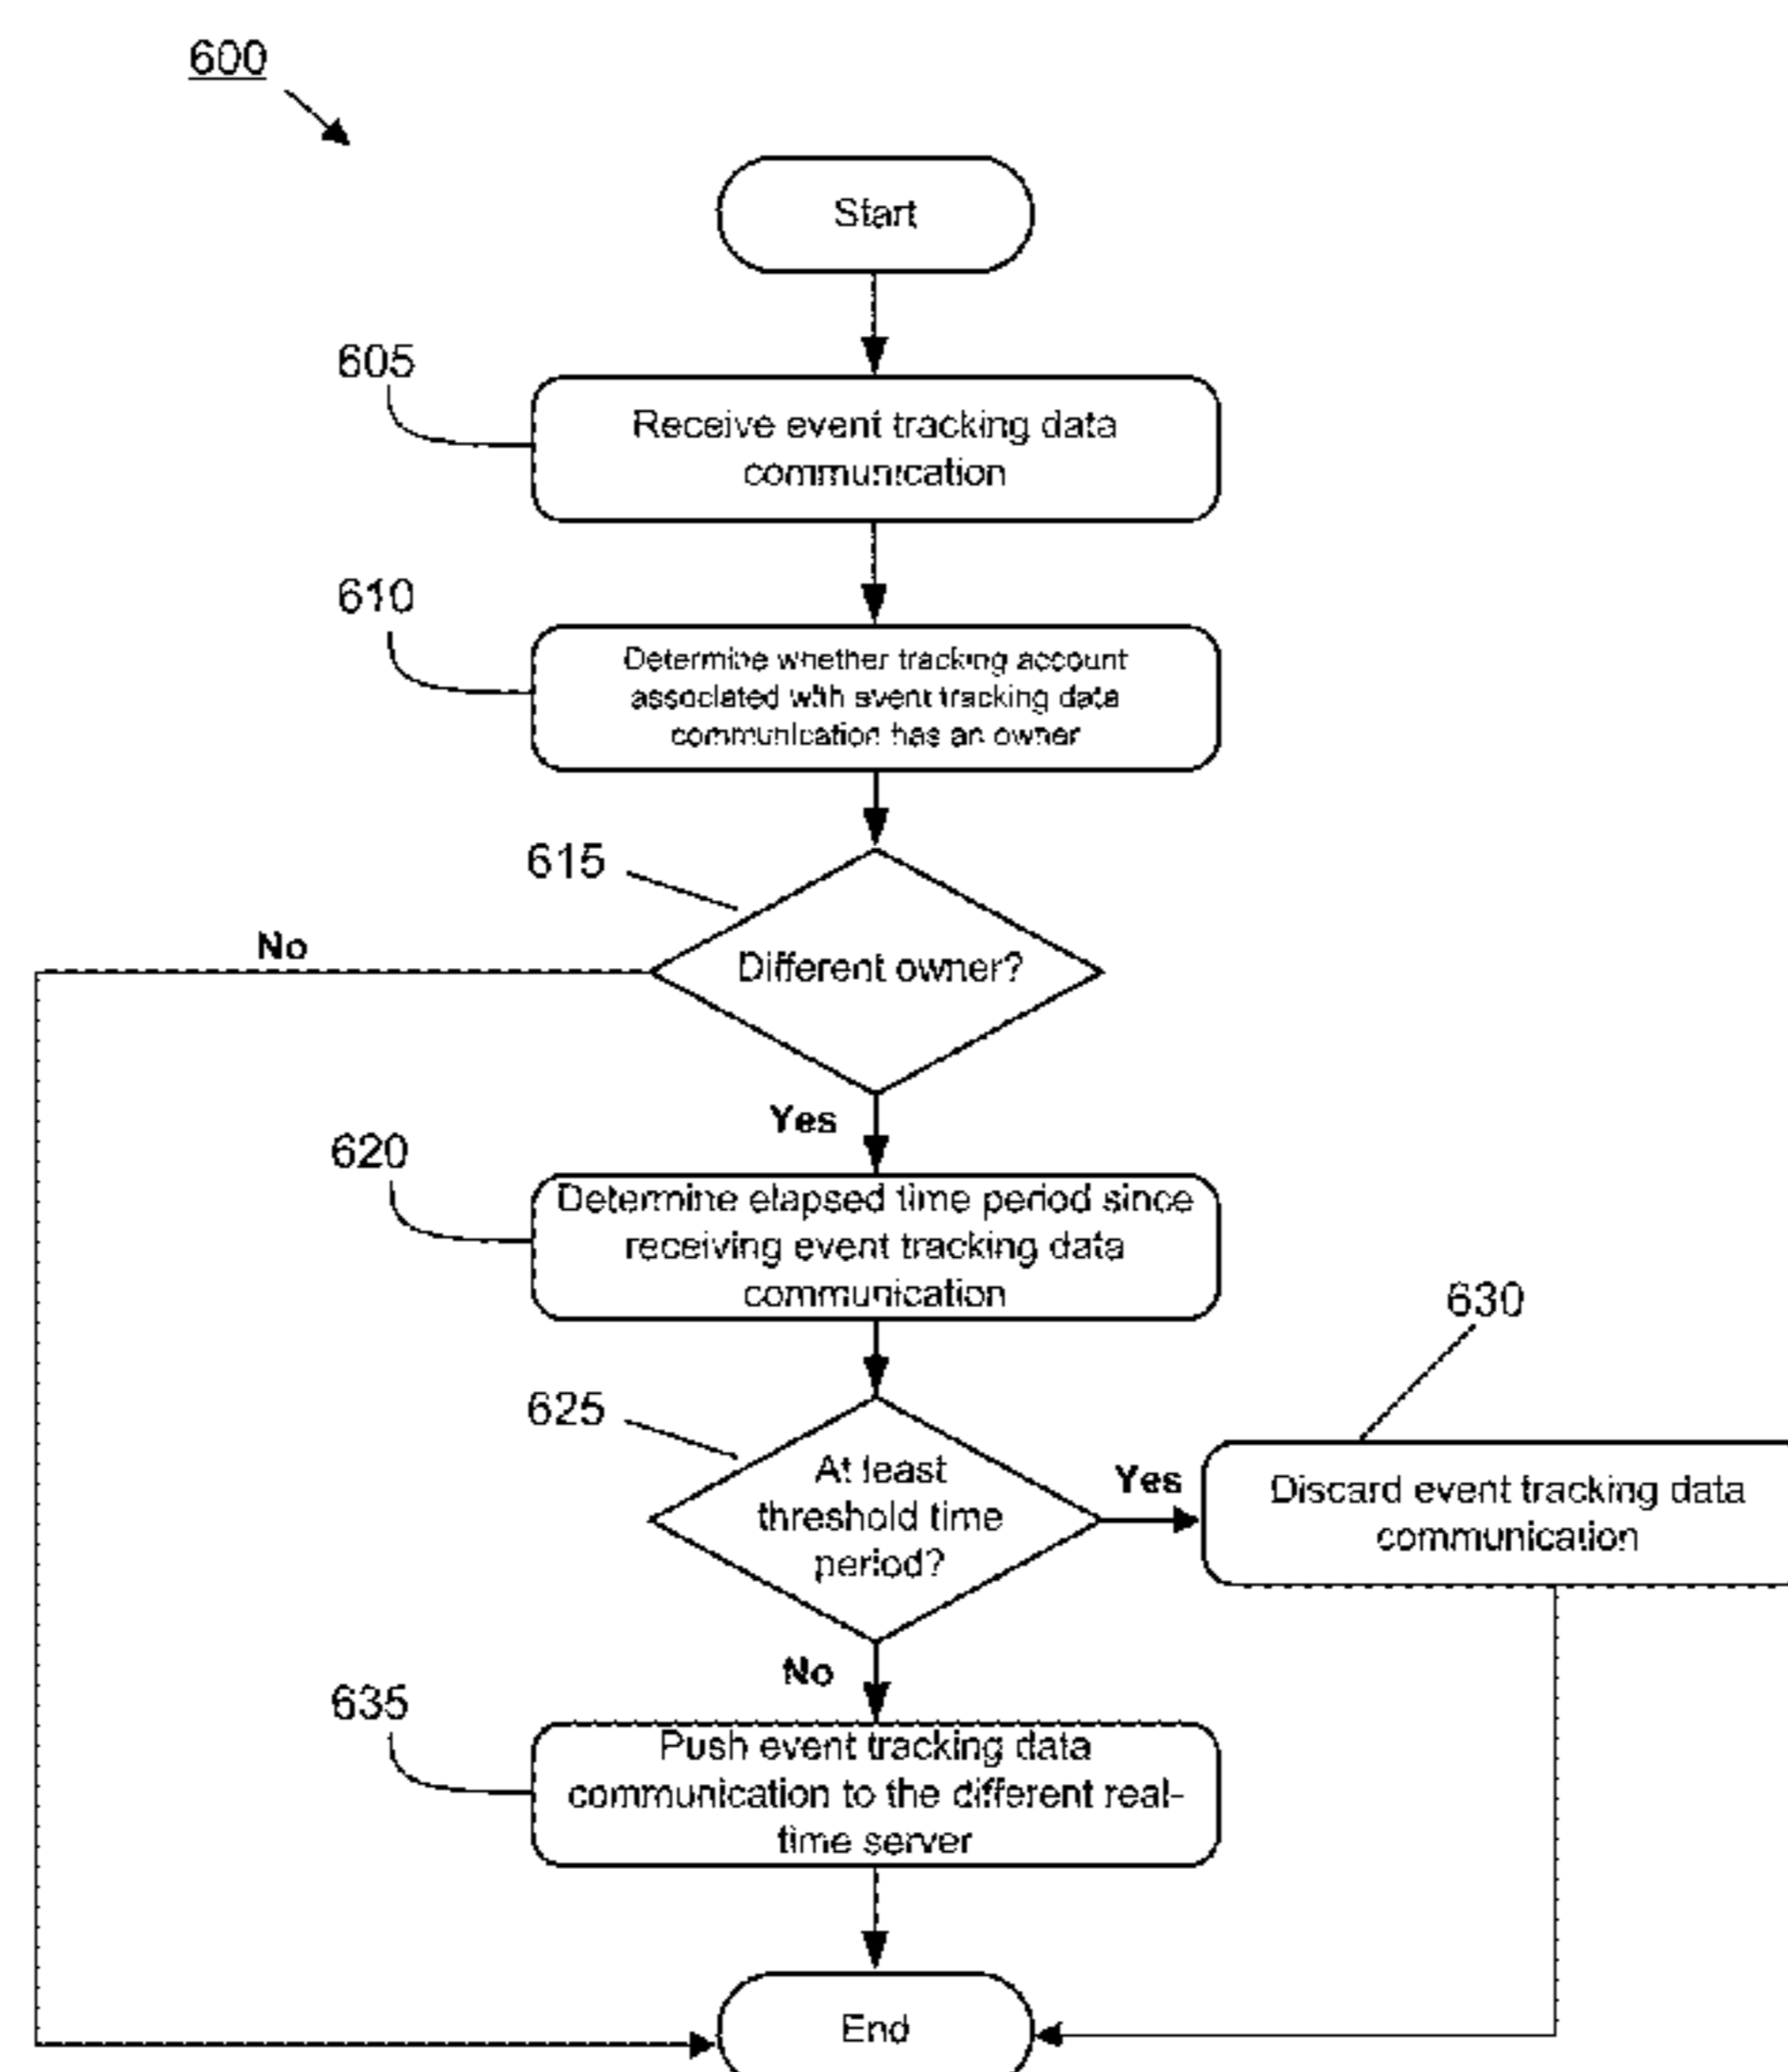 600
Start
605
Receive event tracking data
communication
610
Determine whether tracking account
associated with event tracking data
communication has an owner
615
No
Different owner?
Yes
620
Determine elapsed time period since
receiving event tracking data
communication
630
625
At least
threshold time
period?
Yes
Discard event tracking data
communication
No
635
Push event tracking data
communication to the different real-
time server
End